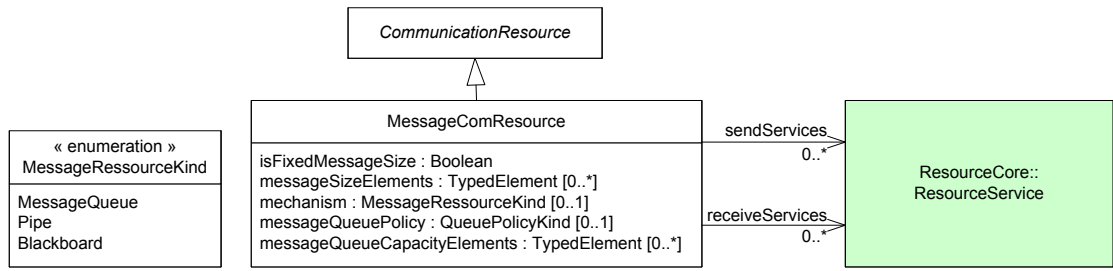 CommunicationResource
« enumeration »
MessageRessourceKind
MessageQueue
Pipe
Blackboard
MessageComResource
isFixedMessageSize : Boolean
messageSizeElements : TypedElement [0..*]
mechanism : MessageRessourceKind [0..1]
messageQueuePolicy : QueuePolicyKind [0..1]
messageQueueCapacityElements : TypedElement [0..*]
sendServices
0..*
receiveServices
0..*
ResourceCore::
ResourceService